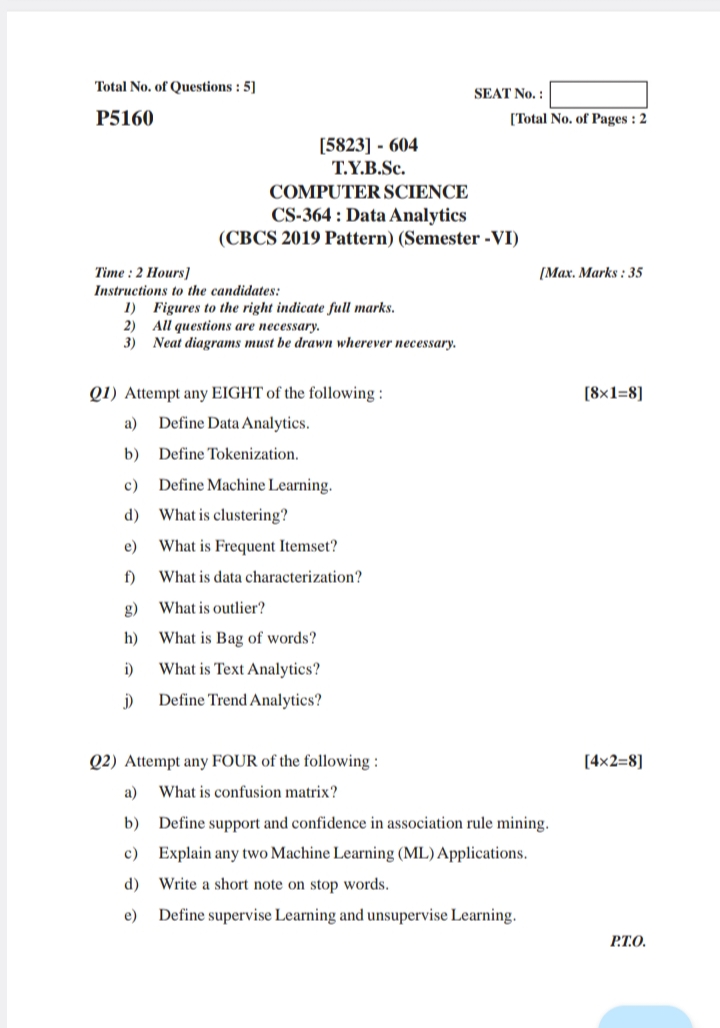 Total No. of Questions : 5]
SEAT No. :
P5160
[Total No. of Pages : 2
[5823] - 604
T.Y.B.Sc.
COMPUTER SCIENCE
CS-364 : Data Analytics
(CBCS 2019 Pattern) (Semester -VI)
Time : 2 Hours]
[Max. Marks : 35
Instructions to the candidates:
1) Figures to the right indicate full marks.
2) All questions are necessary.
3) Neat diagrams must be drawn wherever necessary.
Q1) Attempt any EIGHT of the following : [8×1=8]
a) Define Data Analytics.
b) Define Tokenization.
c) Define Machine Learning.
d) What is clustering?
e) What is Frequent Itemset?
f) What is data characterization?
g) What is outlier?
h) What is Bag of words?
i) What is Text Analytics?
j) Define Trend Analytics?
Q2) Attempt any FOUR of the following : [4×2=8]
a) What is confusion matrix?
b) Define support and confidence in association rule mining.
c) Explain any two Machine Learning (ML) Applications.
d) Write a short note on stop words.
e) Define supervise Learning and unsupervise Learning.
P.T.O.